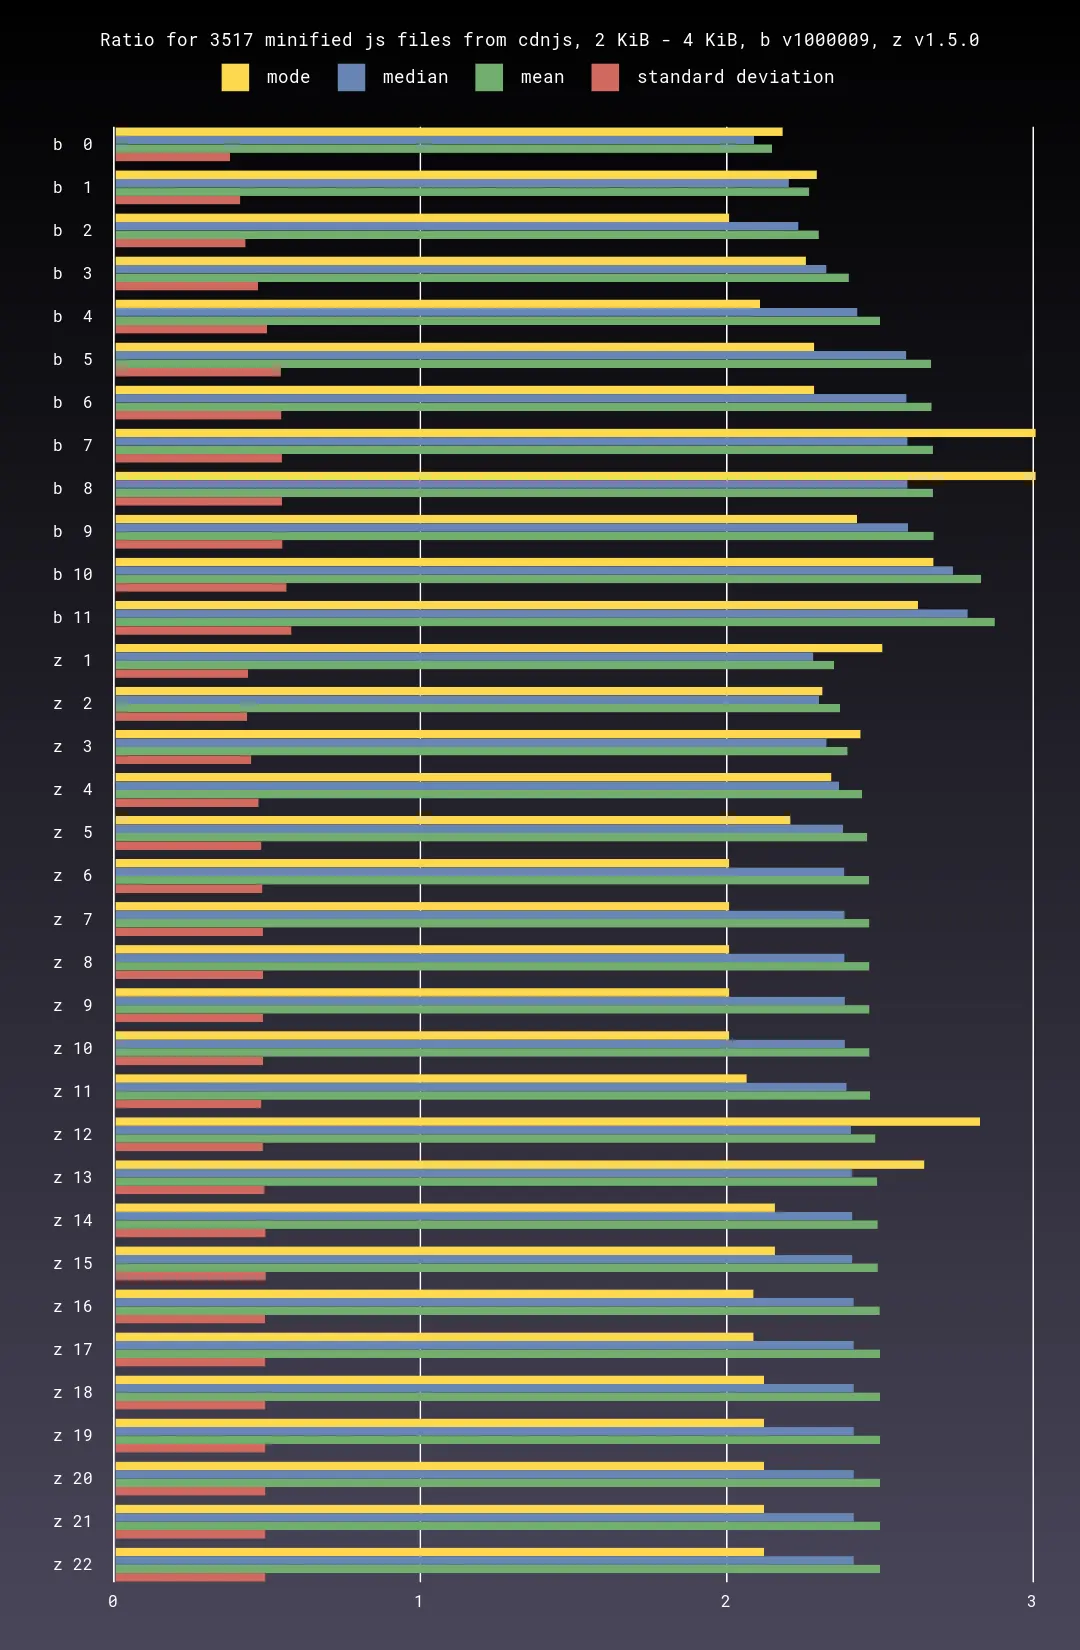 Ratio for 3517 minified js files from cdnjs, 2 KiB - 4 KiB, b v1000009, z v1.5.0
mode median mean standard deviation
b 0
b 1
b 2
b 3
b 4
b 5
b 6
b 7
b 8
b 9
b 10
b 11
z 1
z 2
z 3
z 4
z 5
z 6
z 7
z 8
z 9
z 10
z 11
z 12
z 13
z 14
z 15
z 16
z 17
z 18
z 19
z 20
z 21
z 22
0 1 2 3